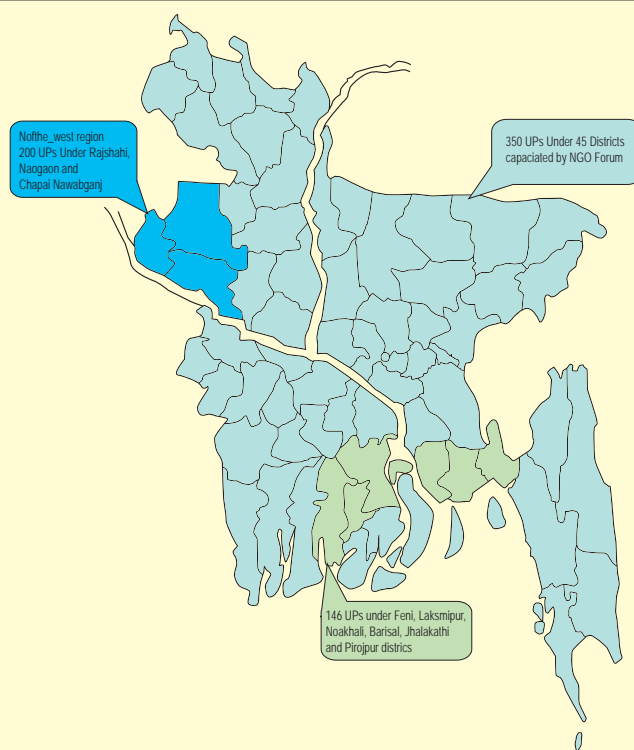 Nofthe_west region
200 UPs Under Rajshahi,
Naogaon and
Chapai Nawabganj
350 UPs Under 45 Districts
capaciated by NGO Forum
146 UPs under Feni, Laksmipur,
Noakhali, Barisal, Jhalakathi
and Pirojpur districs